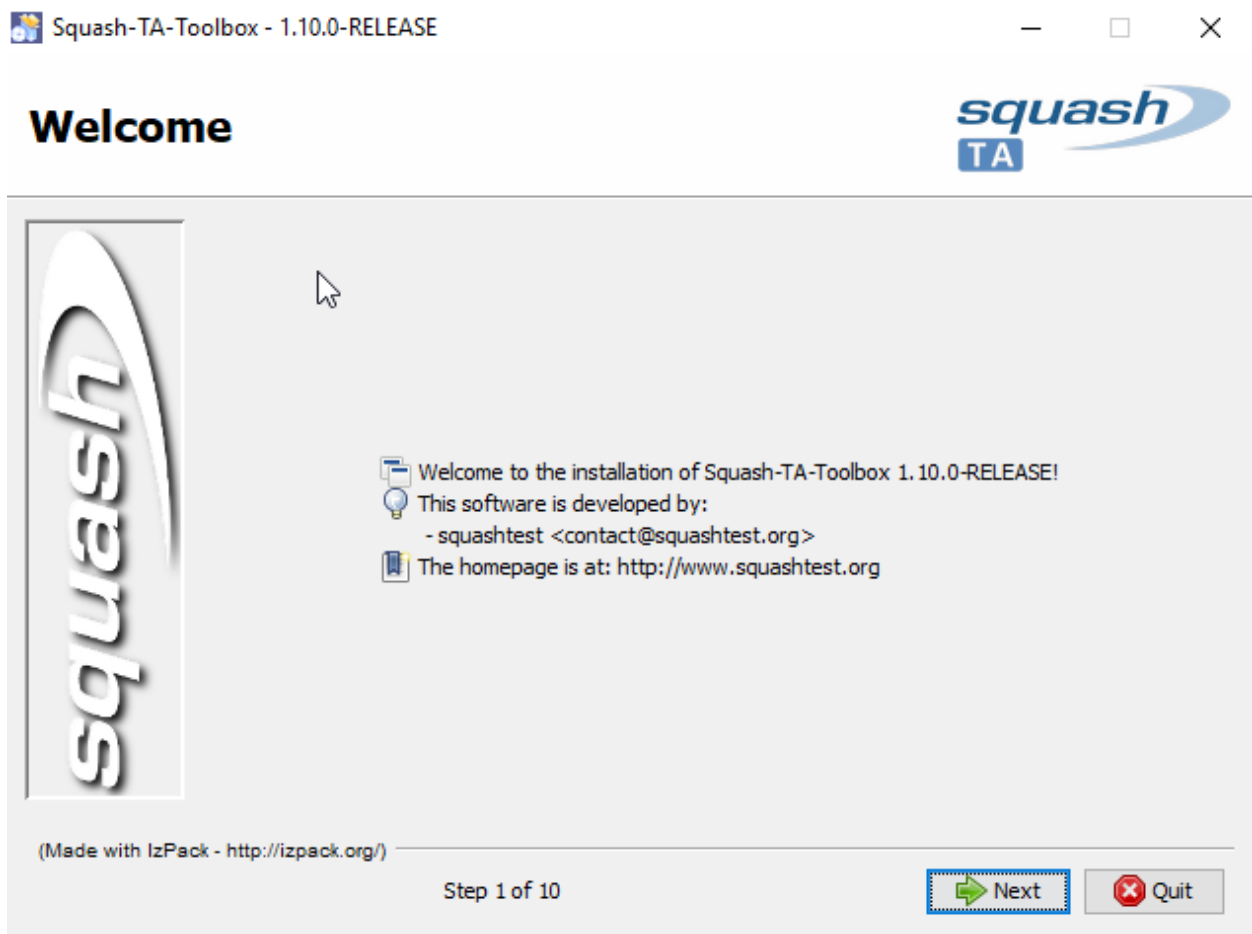 Squash-TA-Toolbox - 1.10.0-RELEASE
Welcome
squash
TA
squash
Welcome to the installation of Squash-TA-Toolbox 1.10.0-RELEASE!
This software is developed by:
- squashtest <contact@squashtest.org>
The homepage is at: http://www.squashtest.org
(Made with IzPack - http://izpack.org/)
Step 1 of 10
Next
Quit